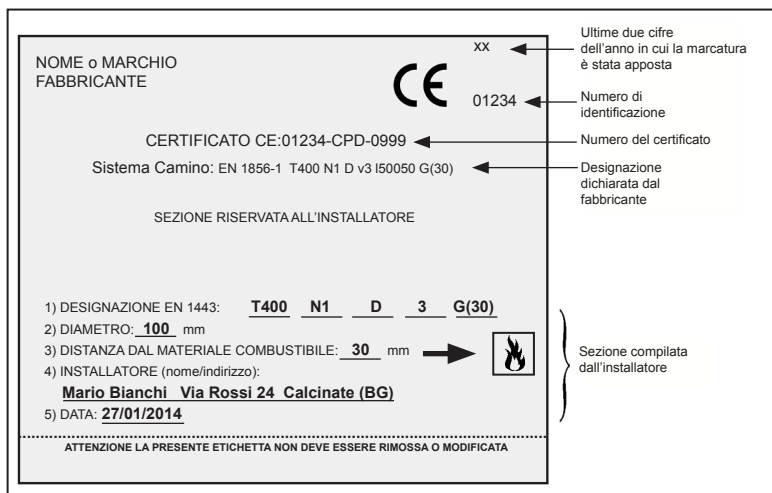 NOME o MARCHIO
FABBRICANTE
CE
xx
01234
CERTIFICATO CE:01234-CPD-0999
Sistema Camino: EN 1856-1 T400 N1 D v3 l50050 G(30)
SEZIONE RISERVATA ALL'INSTALLATORE
1) DESIGNAZIONE EN 1443: T400 N1 D 3 G(30)
2) DIAMETRO: 100 mm
3) DISTANZA DAL MATERIALE COMBUSTIBILE: 30 mm
4) INSTALLATORE (nome/indirizzo):
Mario Bianchi Via Rossi 24 Calcinate (BG)
5) DATA: 27/01/2014
ATTENZIONE LA PRESENTE ETICHETTA NON DEVE ESSERE RIMOSSA O MODIFICATA
Ultime due cifre
dell'anno in cui la marcatura
è stata apposta
Numero di
identificazione
Numero del certificato
Designazione
dichiarata dal
fabbricante
Sezione compilata
dall'installatore